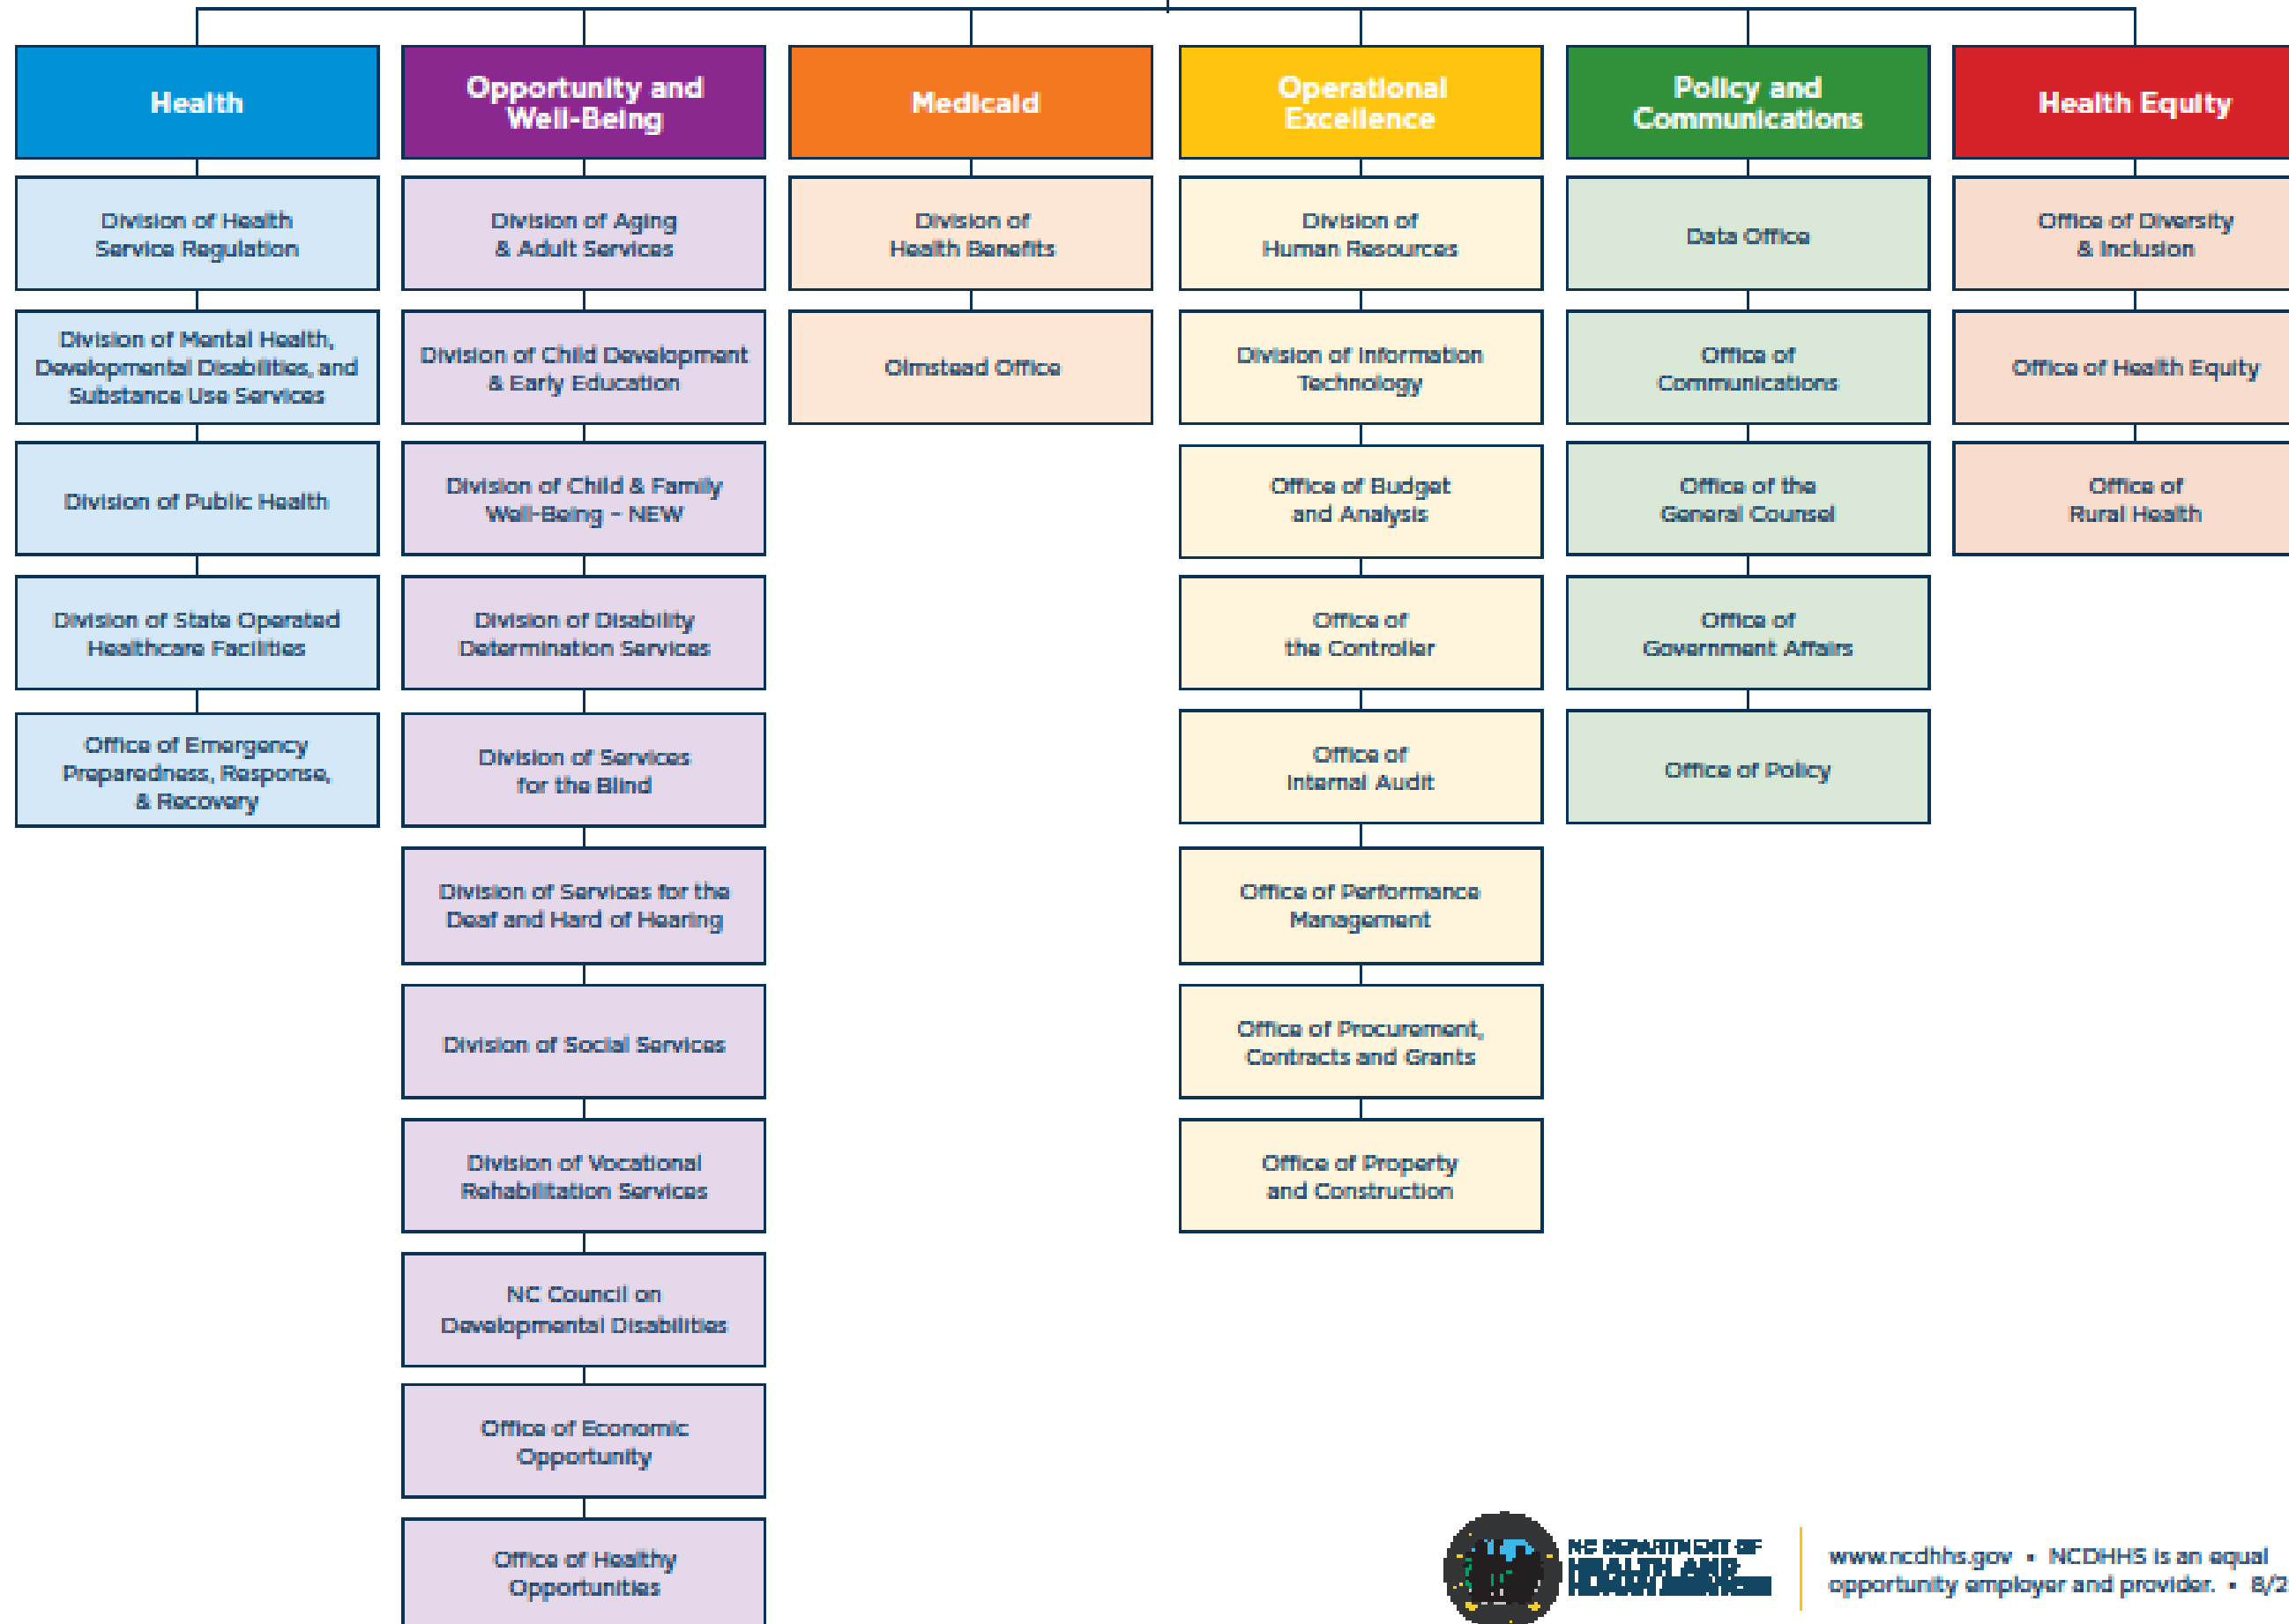 Health
Division of Health
Service Regulation
Division of Mental Health,
Developmental Disabilities, and
Substance Use Services
Division of Public Health
Division of State Operated
Healthcare Facilities
Office of Emergency
Preparedness, Response,
& Recovery
Opportunity and
Well-Being
Division of Aging
& Adult Services
Division of Child Development
& Early Education
Division of Child & Family
Well-Being – NEW
Division of Disability
Determination Services
Division of Services
for the Blind
Division of Services for the
Deaf and Hard of Hearing
Division of Social Services
Division of Vocational
Rehabilitation Services
NC Council on
Developmental Disabilities
Office of Economic
Opportunity
Office of Healthy
Opportunities
Medicaid
Division of
Health Benefits
Olmstead Office
Operational
Excellence
Division of
Human Resources
Division of Information
Technology
Office of Budget
and Analysis
Office of
the Controller
Office of
Internal Audit
Office of Performance
Management
Office of Procurement,
Contracts and Grants
Office of Property
and Construction
Policy and
Communications
Data Office
Office of
Communications
Office of the
General Counsel
Office of
Government Affairs
Office of Policy
Health Equity
Office of Diversity
& Inclusion
Office of Health Equity
Office of
Rural Health
NC DEPARTMENT OF
HEALTH AND
HUMAN SERVICES
www.ncdhhs.gov • NCDHHS is an equal
opportunity employer and provider. • 8/2